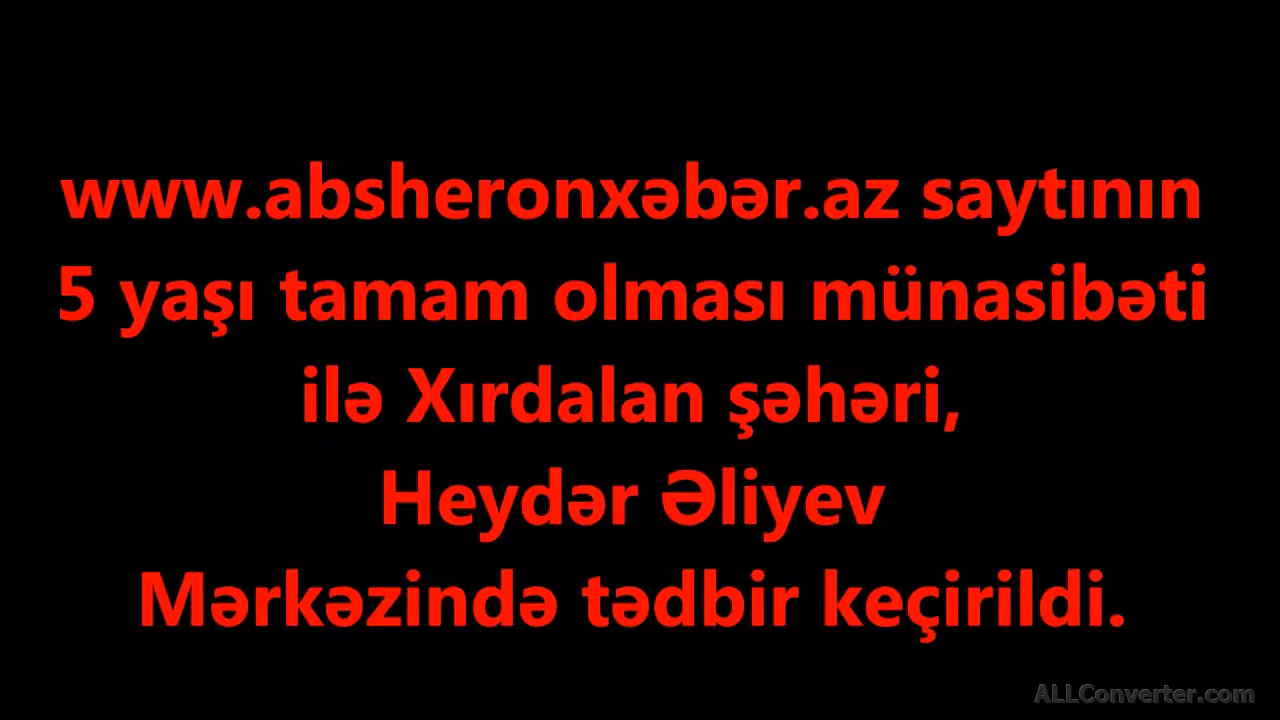 www.absheronxəbər.az saytının
5 yaşı tamam olması münasibəti
ilə Xırdalan şəhəri,
Heydər Əliyev
Mərkəzində tədbir keçirildi.
ALLConverter.com